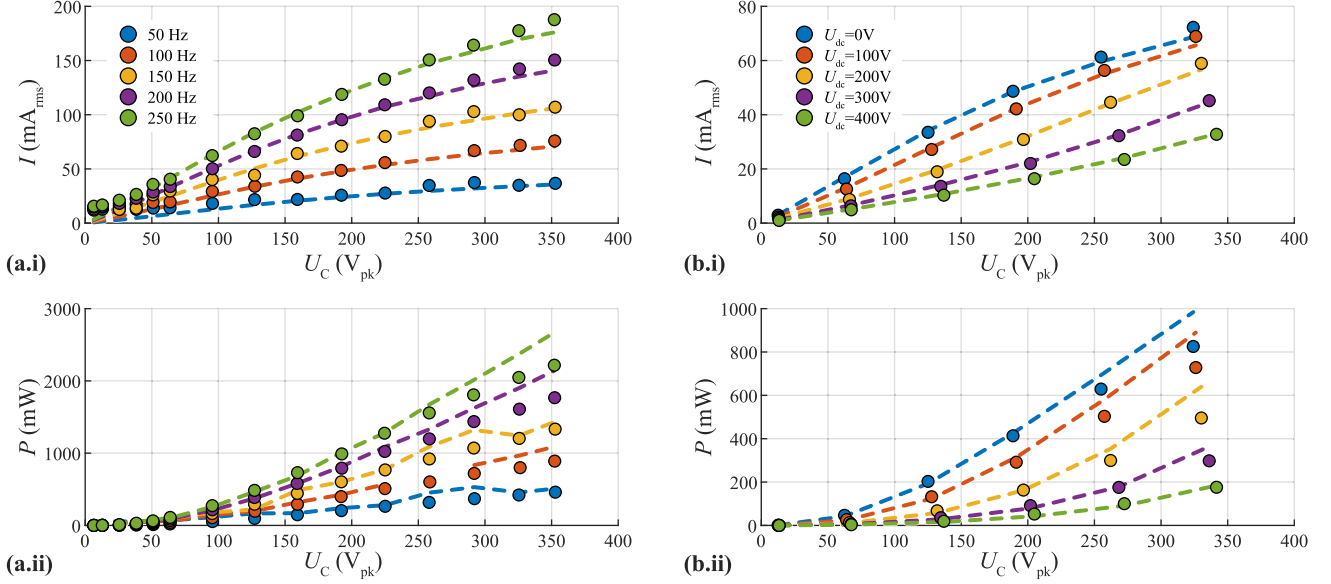 200
150
100
50
0
I (mA_rms)
50 Hz
100 Hz
150 Hz
200 Hz
250 Hz
0 50 100 150 200 250 300 350 400
U_C (V_pk)
(a.i)
80
60
40
20
0
I (mA_rms)
U_dc=0V
U_dc=100V
U_dc=200V
U_dc=300V
U_dc=400V
0 50 100 150 200 250 300 350 400
U_C (V_pk)
(b.i)
3000
2000
1000
0
P (mW)
0 50 100 150 200 250 300 350 400
U_C (V_pk)
(a.ii)
1000
800
600
400
200
0
P (mW)
0 50 100 150 200 250 300 350 400
U_C (V_pk)
(b.ii)